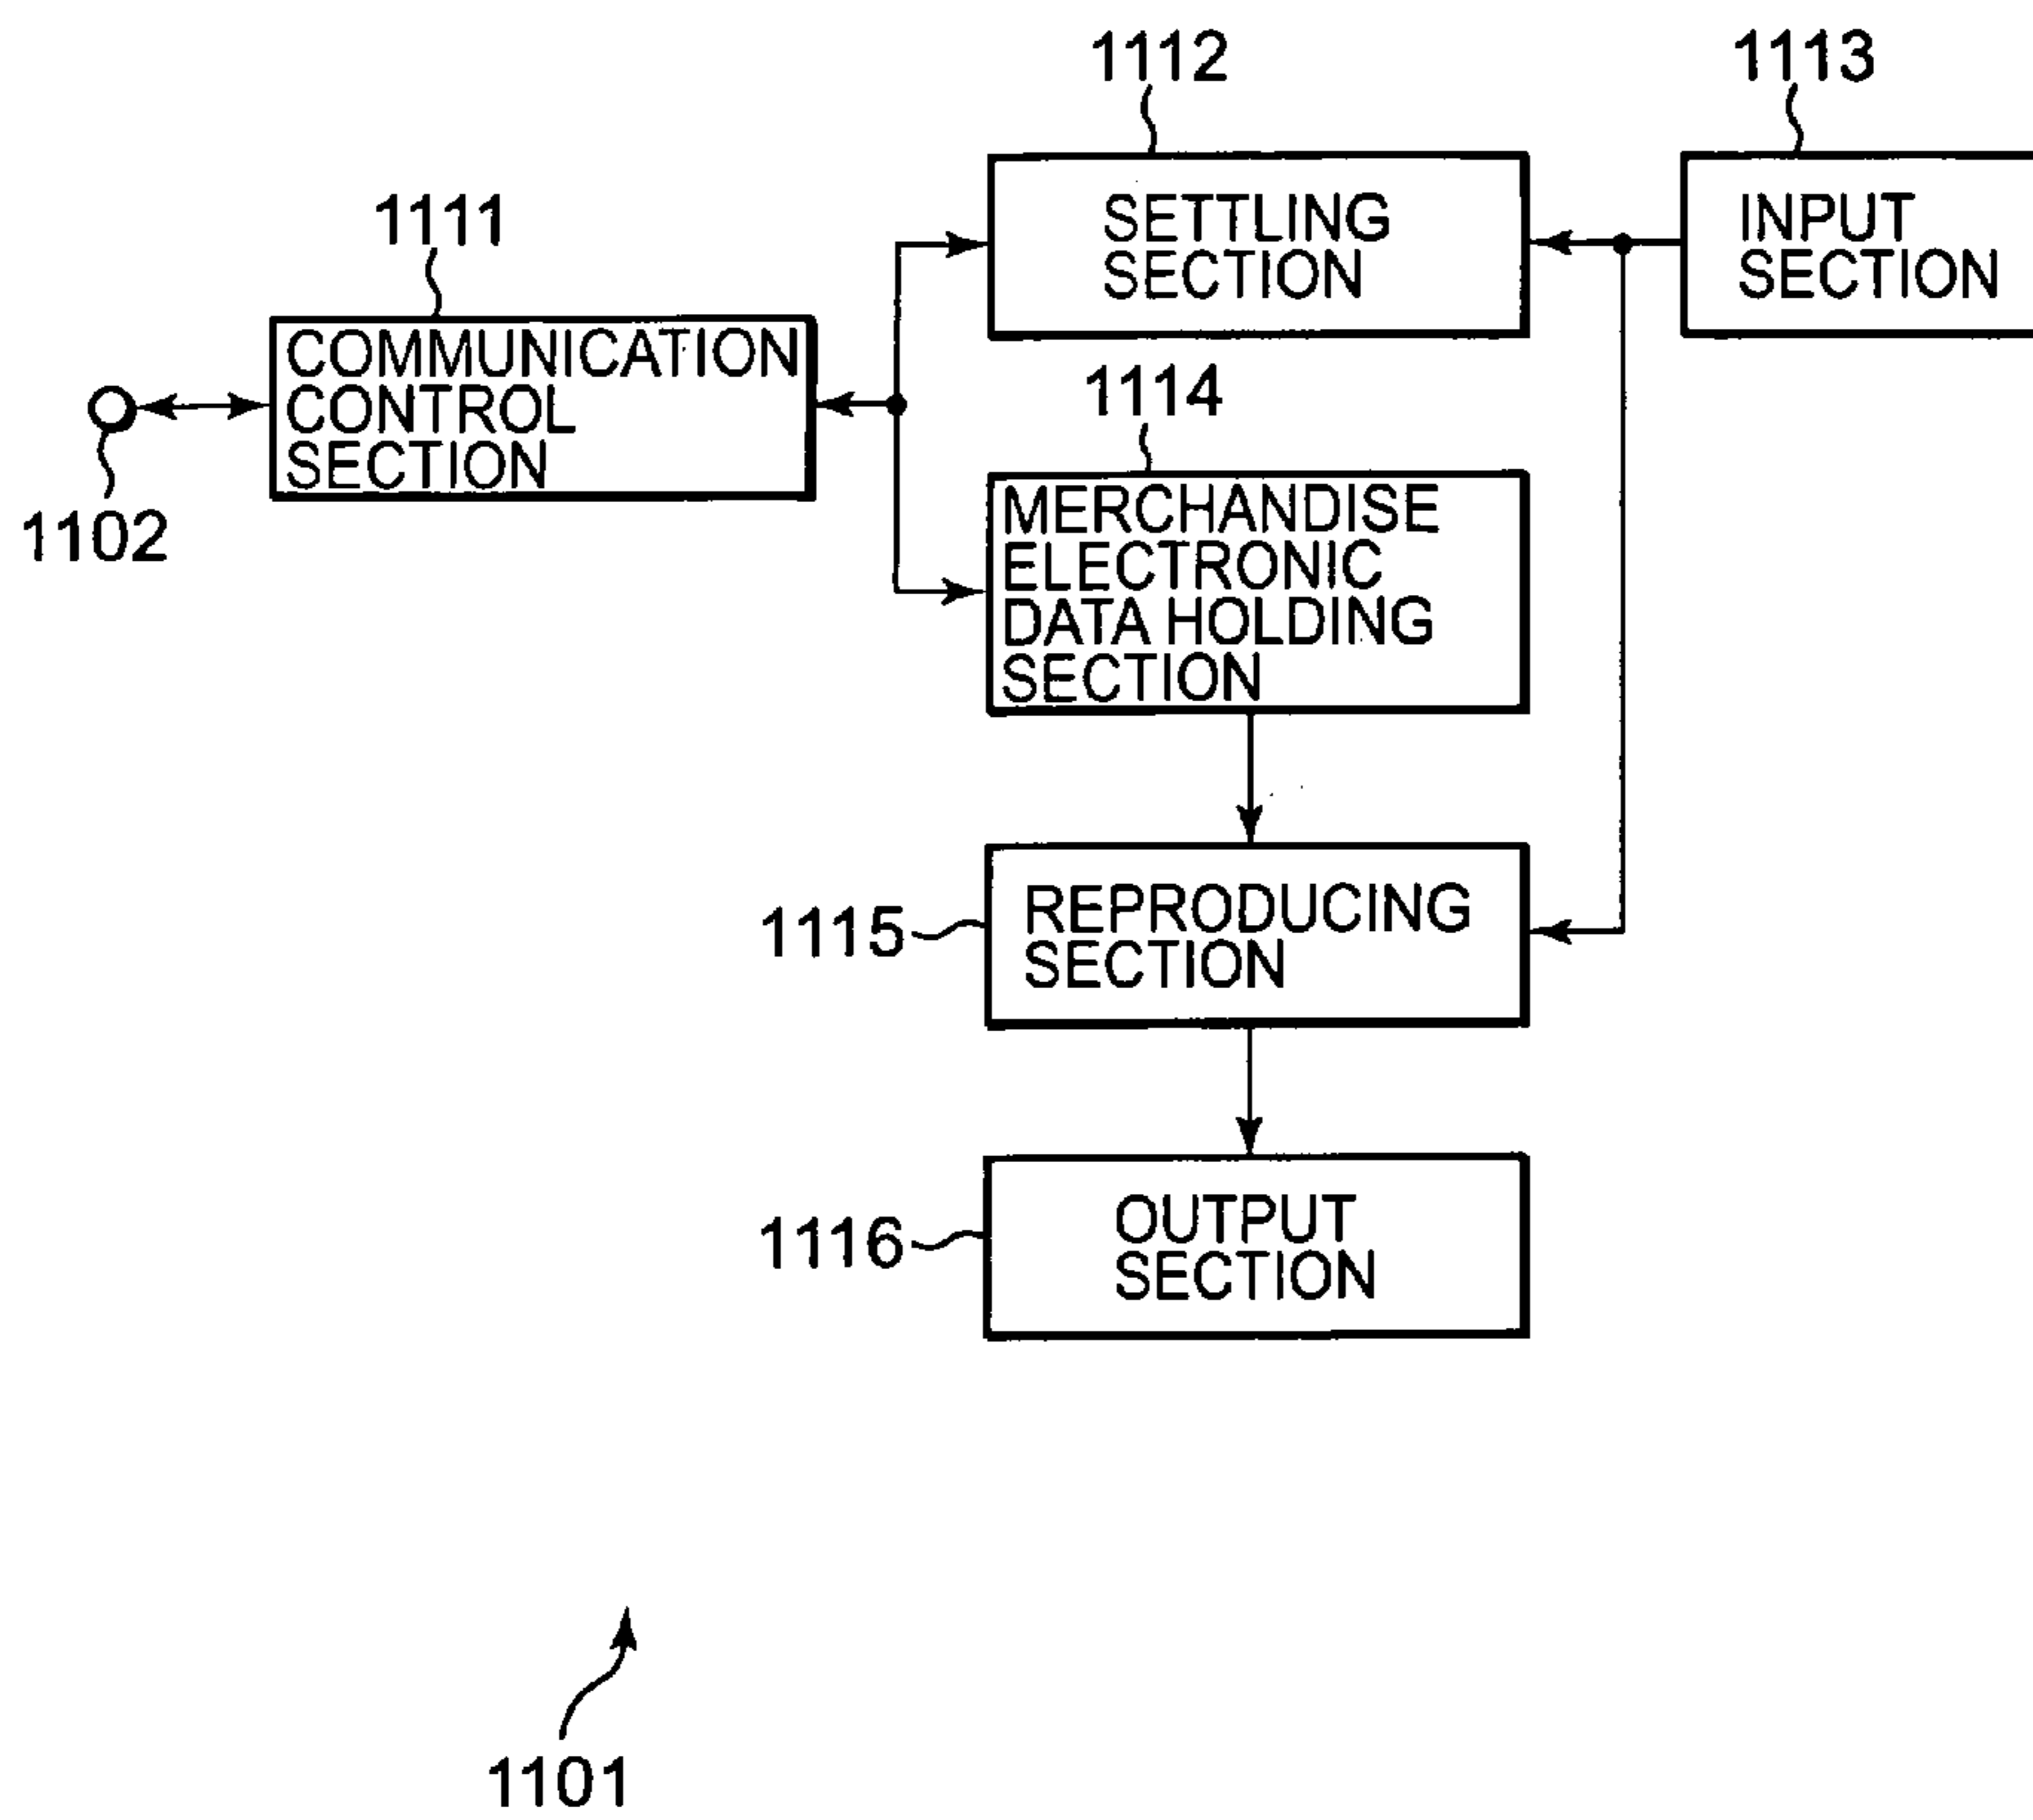 1112
1113
1111
SETTLING
SECTION
INPUT
SECTION
COMMUNICATION
CONTROL
SECTION
1114
1102
MERCHANDISE
ELECTRONIC
DATA HOLDING
SECTION
1115
REPRODUCING
SECTION
1116
OUTPUT
SECTION
1101